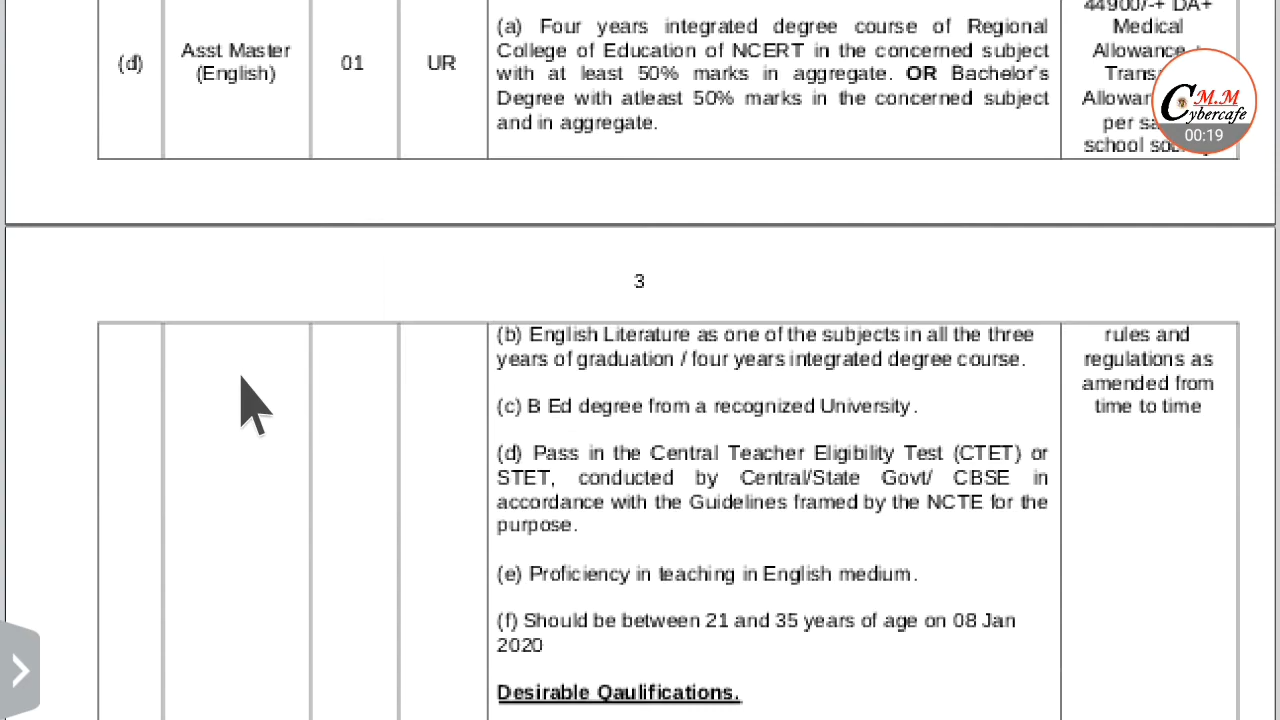 44900/-+ DA+
(a) Four years integrated degree course of Regional
Medical
College of Education of NCERT in the concerned subject
Asst Master
Allowance
(d)
01
UR
with at least 50% marks in aggregate. OR Bachelor's
(English)
Degree with atleast 50% marks in the concerned subject
and in aggregate.
per
school
C M.M
Cybercafe
00:19
3
(b) English Literature as one of the subjects in all the three
years of graduation / four years integrated degree course.
(c) B Ed degree from a recognized University.
(d) Pass in the Central Teacher Eligibility Test (CTET) or
STET, conducted by Central/State Govt/ CBSE in
accordance with the Guidelines framed by the NCTE for the
purpose.
(e) Proficiency in teaching in English medium.
(f) Should be between 21 and 35 years of age on 08 Jan
2020
Desirable Qaulifications.
rules and
regulations as
amended from
time to time